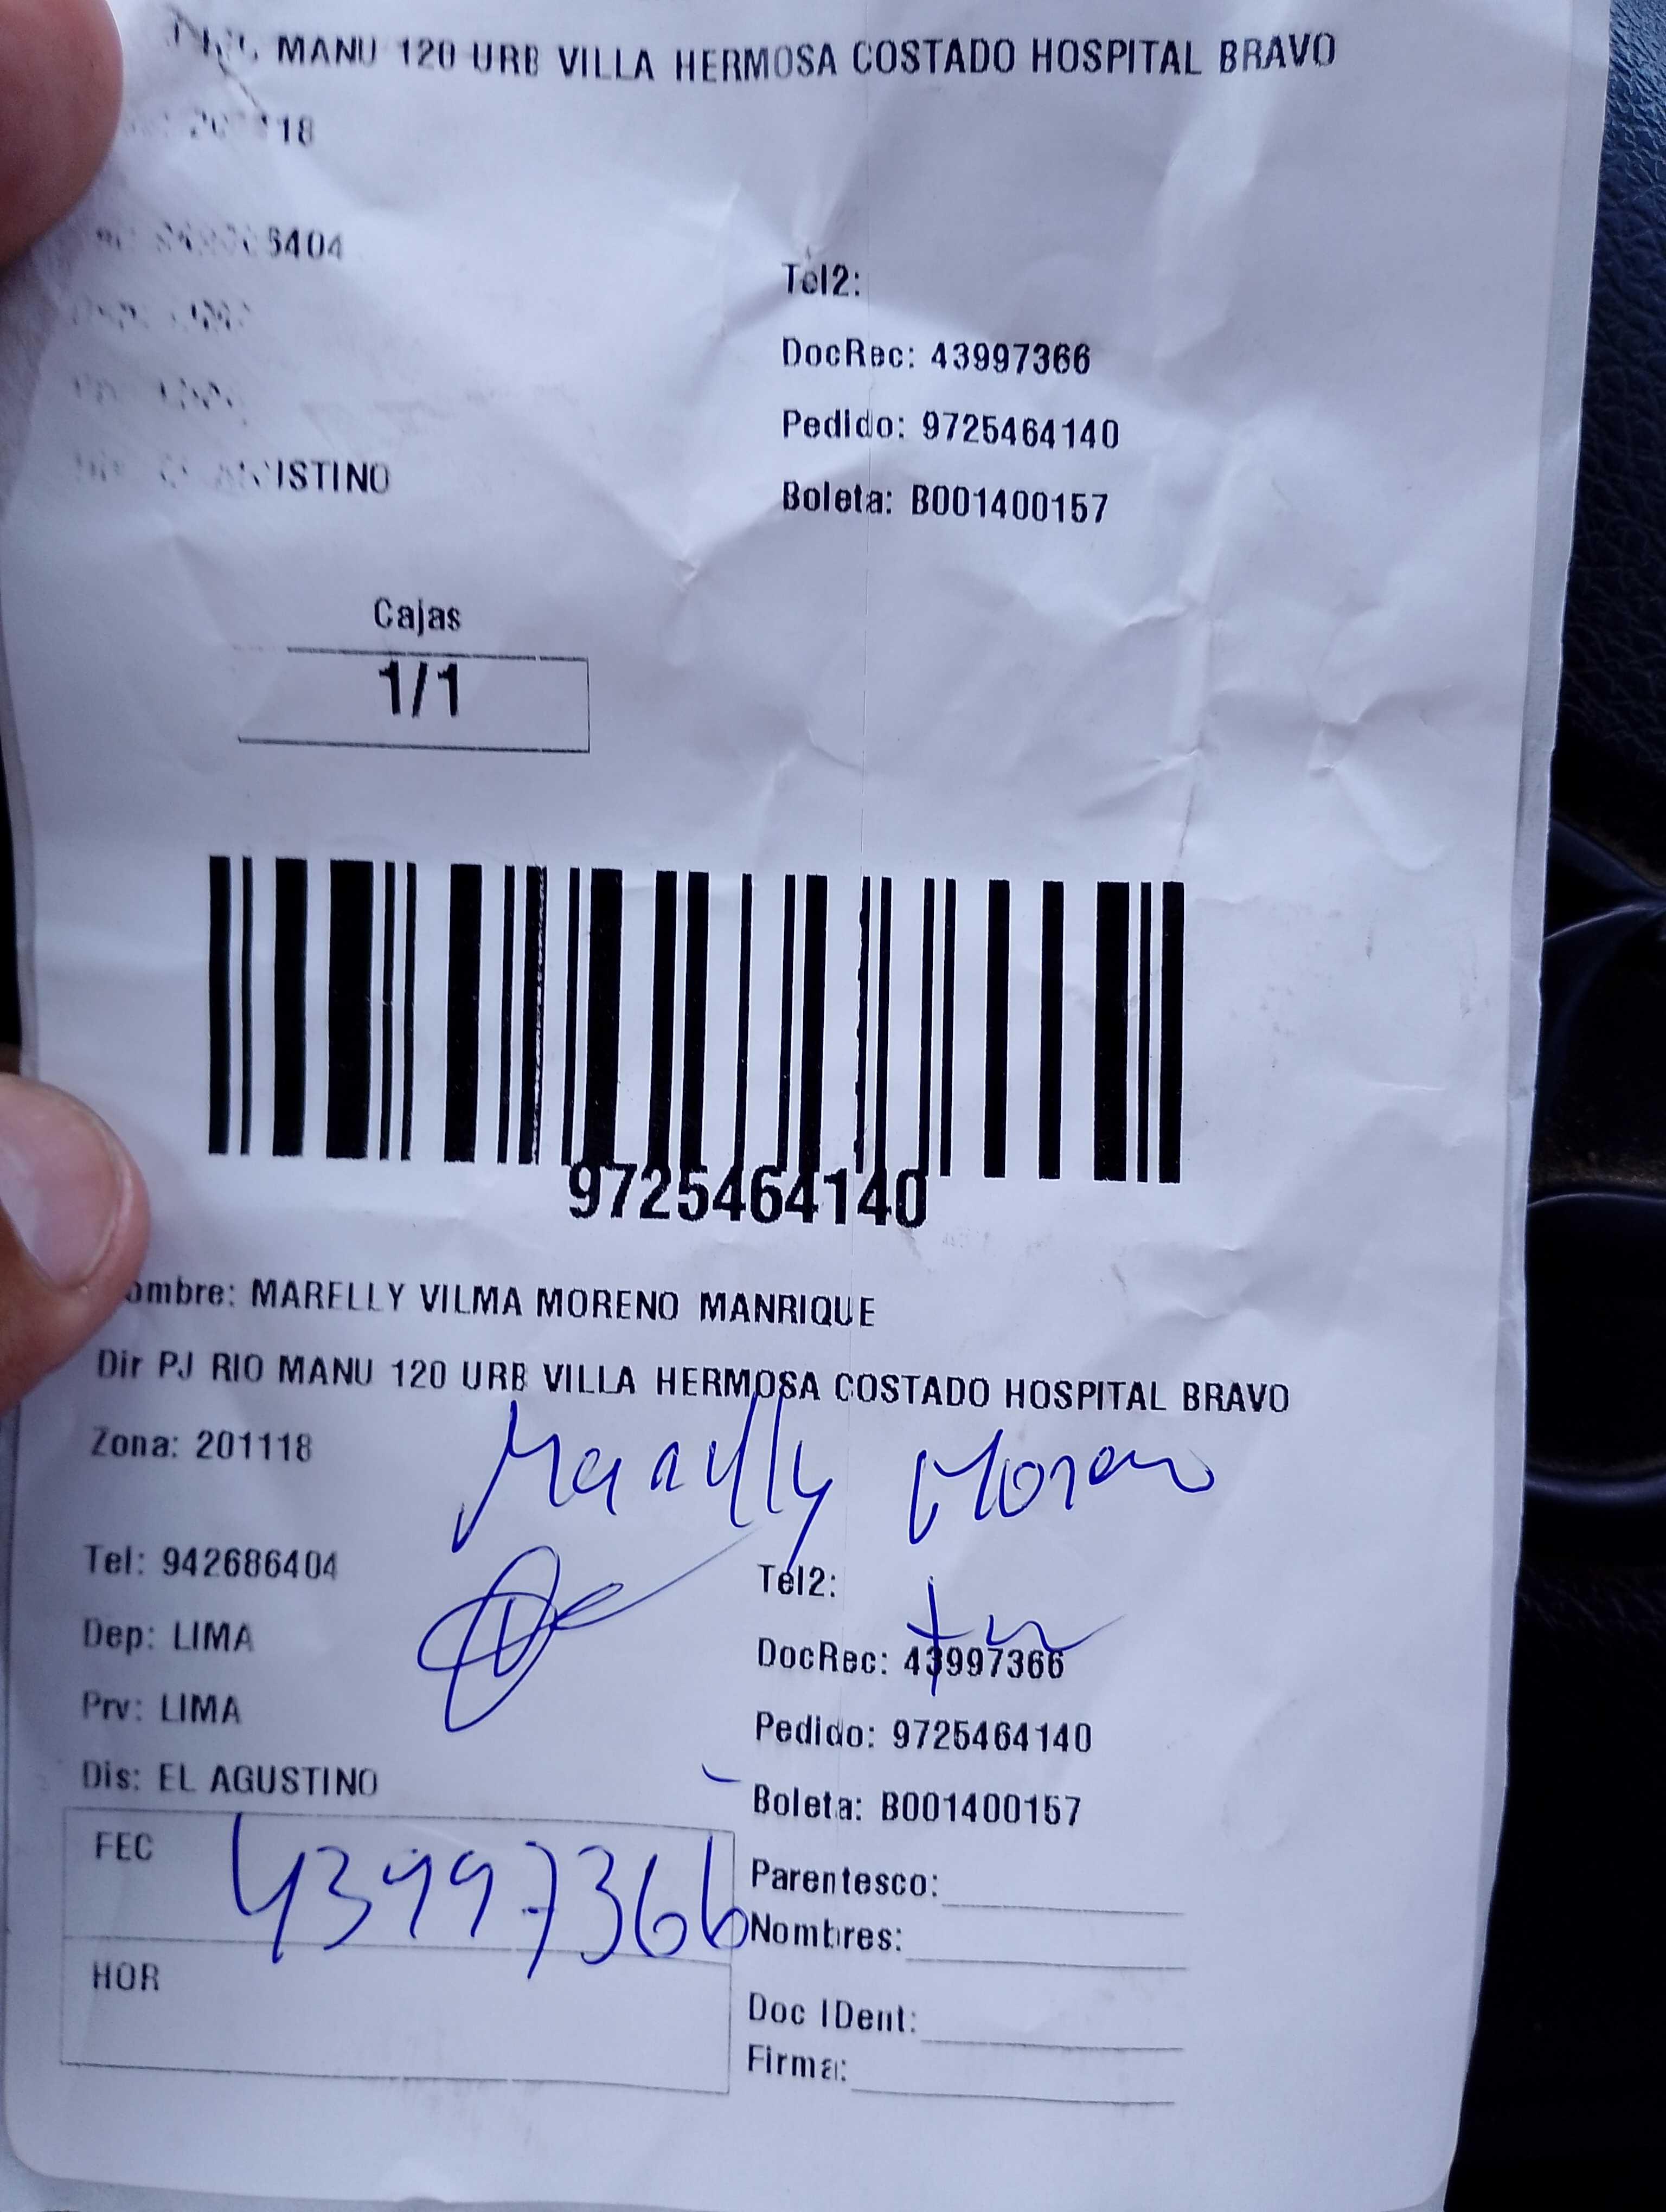 MANU 120 URB VILLA HERMOSA COSTADO HOSPITAL BRAVO
Tel2:
DocRec: 43997366
Pedido: 9725464140
Boleta: B001400157
Cajas
1/1
9725464140
ombre: MARELLY VILMA MORENO MANRIQUE
Dir PJ RIO MANU 120 URB VILLA HERMOSA COSTADO HOSPITAL BRAVO
Zona: 201118
Marelly Moreno
Tel: 942686404
Tel2:
Dep: LIMA
DocRec: 43997366
Prv: LIMA
Pedido: 9725464140
Dis: EL AGUSTINO
Boleta: B001400157
FEC 43997366
Parentesco:
Nombres:
HOR
Doc IDent:
Firma: